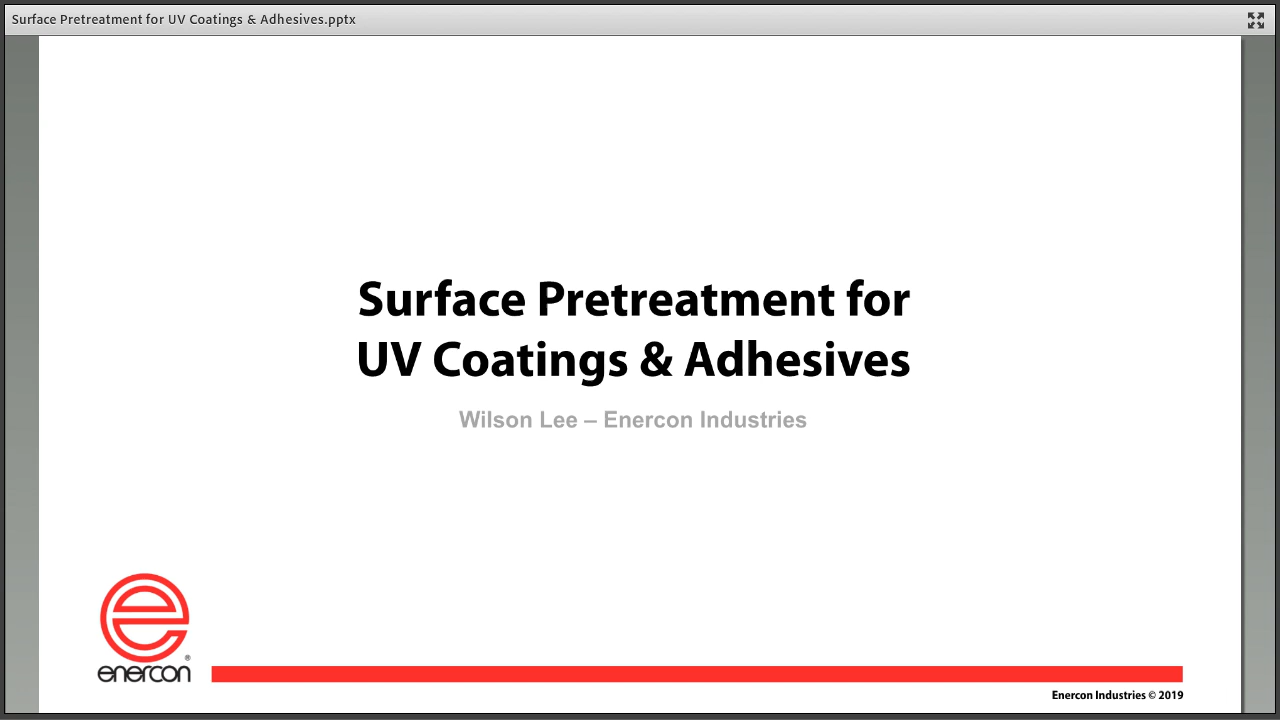 Surface Pretreatment for UV Coatings & Adhesives.pptx
Surface Pretreatment for
UV Coatings & Adhesives
Wilson Lee – Enercon Industries
enercon®
Enercon Industries © 2019